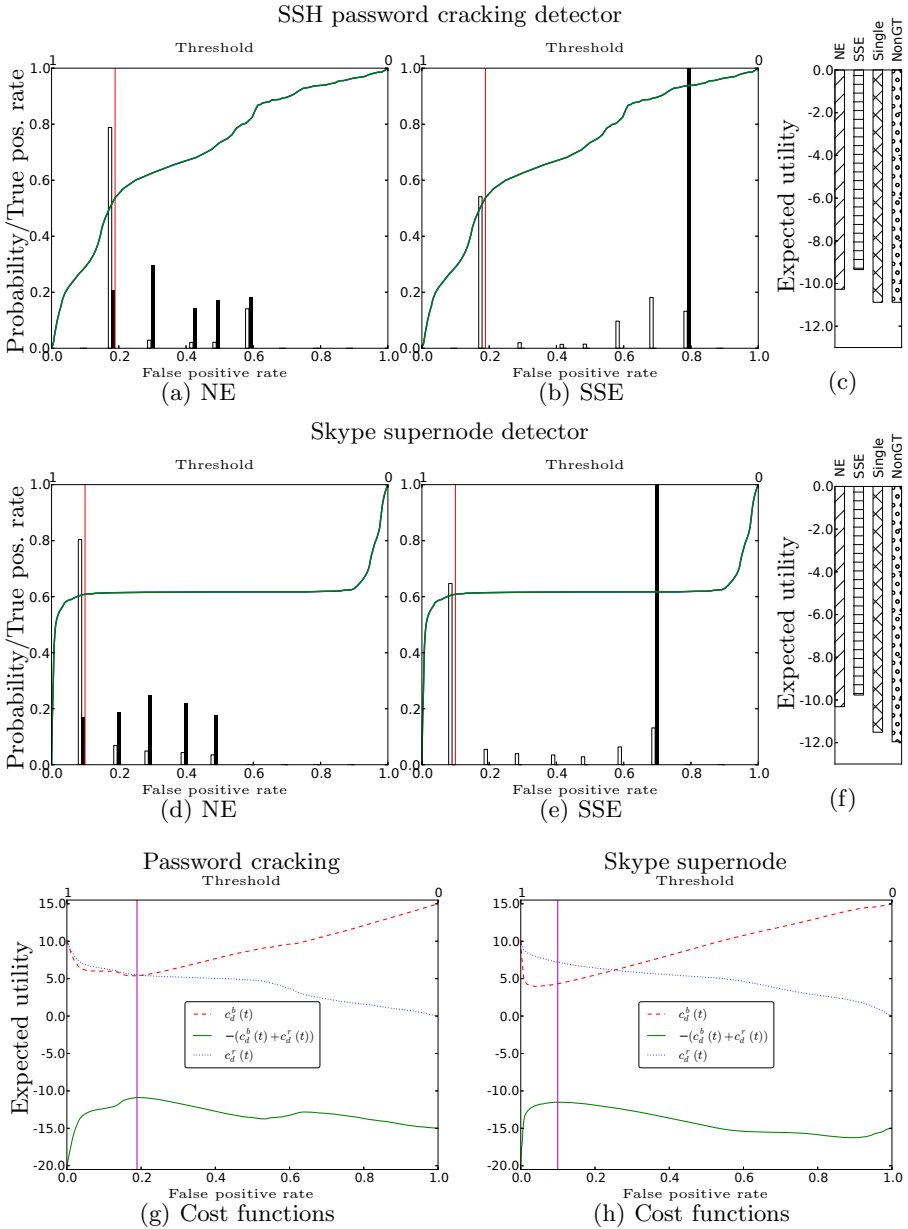 SSH password cracking detector
Threshold
1
0
Probability/True pos. rate
1.0
0.8
0.6
0.4
0.2
0.0
0.0 0.2 0.4 0.6 0.8 1.0
False positive rate
(a) NE
Threshold
1
0
1.0
0.8
0.6
0.4
0.2
0.0
0.0 0.2 0.4 0.6 0.8 1.0
False positive rate
(b) SSE
NE
SSE
Single
NonGT
Expected utility
0.0
-2.0
-4.0
-6.0
-8.0
-10.0
-12.0
(c)
Skype supernode detector
Threshold
1
0
Probability/True pos. rate
1.0
0.8
0.6
0.4
0.2
0.0
0.0 0.2 0.4 0.6 0.8 1.0
False positive rate
(d) NE
Threshold
1
0
1.0
0.8
0.6
0.4
0.2
0.0
0.0 0.2 0.4 0.6 0.8 1.0
False positive rate
(e) SSE
NE
SSE
Single
NonGT
Expected utility
0.0
-2.0
-4.0
-6.0
-8.0
-10.0
-12.0
(f)
Password cracking
Threshold
1
0
Expected utility
15.0
10.0
5.0
0.0
-5.0
-10.0
-15.0
-20.0
c_d^b(t)
−(c_d^b(t)+c_d^r(t))
c_d^r(t)
0.0 0.2 0.4 0.6 0.8 1.0
False positive rate
(g) Cost functions
Skype supernode
Threshold
1
0
15.0
10.0
5.0
0.0
-5.0
-10.0
-15.0
-20.0
c_d^b(t)
−(c_d^b(t)+c_d^r(t))
c_d^r(t)
0.0 0.2 0.4 0.6 0.8 1.0
False positive rate
(h) Cost functions